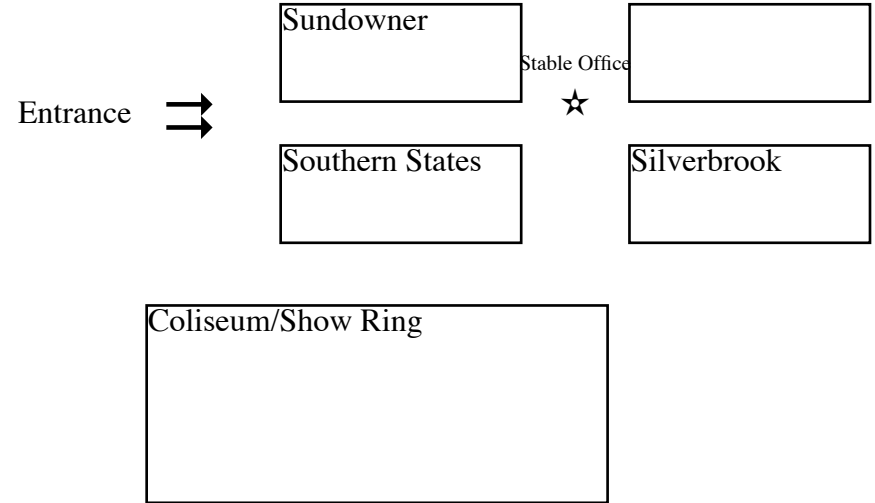 Sundowner
Stable Office
Entrance
Southern States
Silverbrook
Coliseum/Show Ring